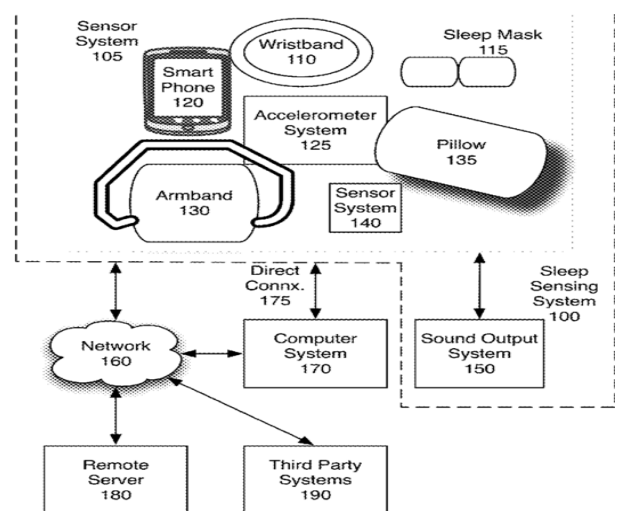 Sensor
System
105
Wristband
110
Sleep Mask
115
Smart
Phone
120
Accelerometer
System
125
Pillow
135
Armband
130
Sensor
System
140
Direct
Connx.
175
Sleep
Sensing
System
100
Network
160
Computer
System
170
Sound Output
System
150
Remote
Server
180
Third Party
Systems
190